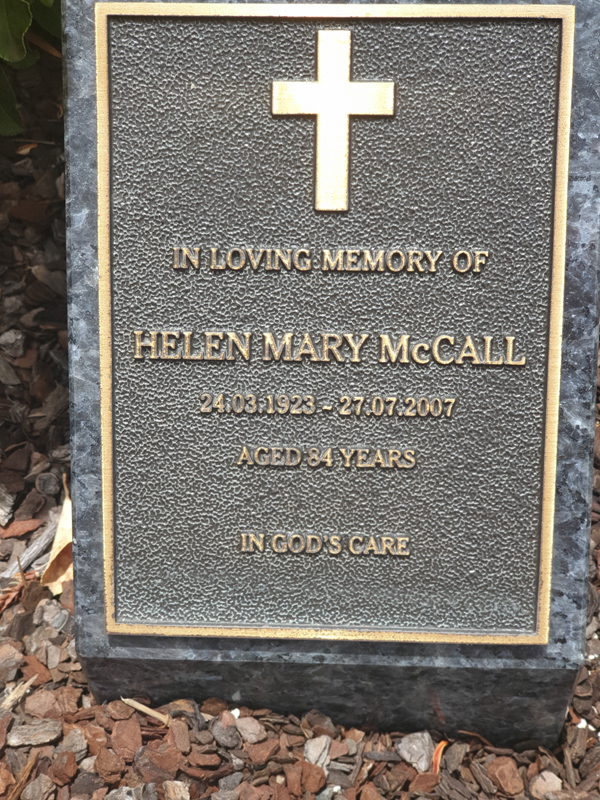 IN LOVING MEMORY OF
HELEN MARY McCALL
24.03.1923 - 27.07.2007
AGED 84 YEARS
IN GOD'S CARE